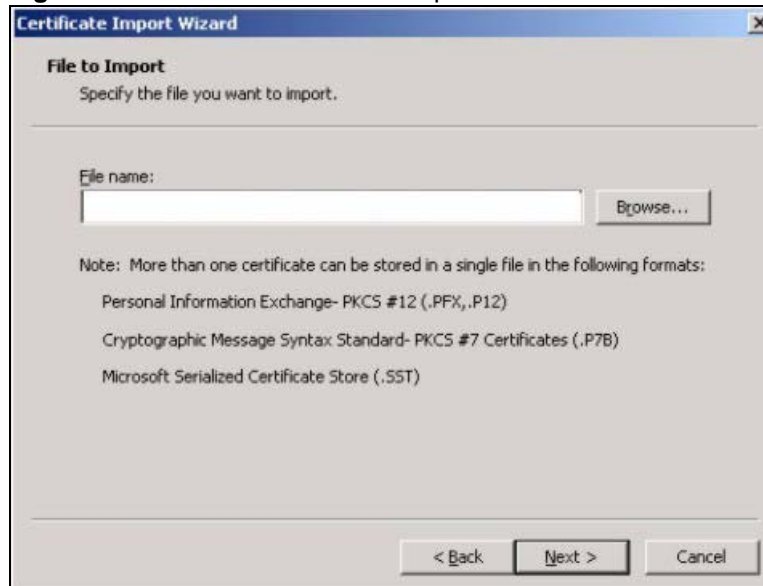 Certificate Import Wizard
File to Import
Specify the file you want to import.
File name:
Browse...
Note: More than one certificate can be stored in a single file in the following formats:
Personal Information Exchange- PKCS #12 (.PFX,.P12)
Cryptographic Message Syntax Standard- PKCS #7 Certificates (.P7B)
Microsoft Serialized Certificate Store (.SST)
< Back
Next >
Cancel